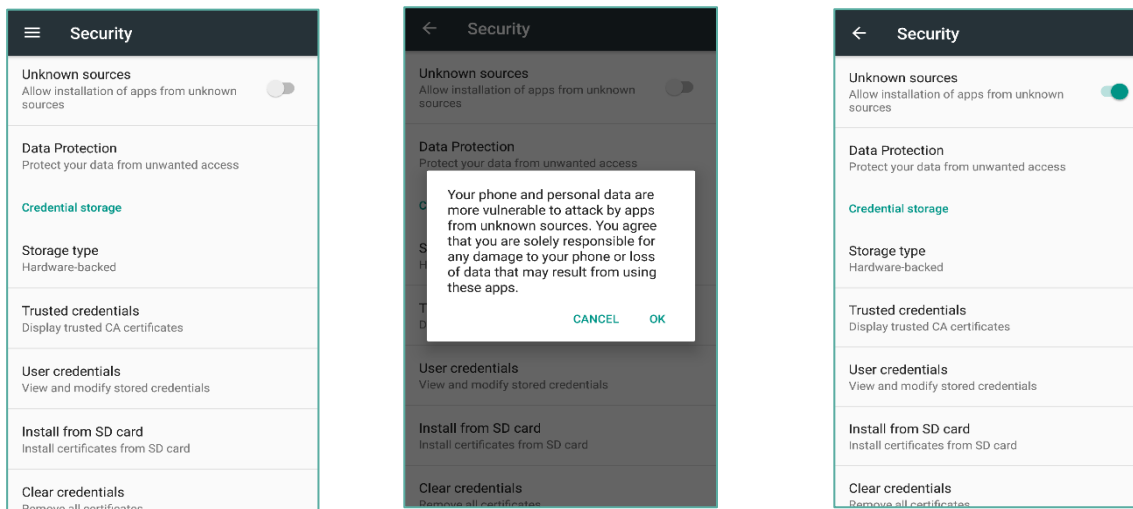 Security
Unknown sources
Allow installation of apps from unknown
sources
Data Protection
Protect your data from unwanted access
Credential storage
Storage type
Hardware-backed
Trusted credentials
Display trusted CA certificates
User credentials
View and modify stored credentials
Install from SD card
Install certificates from SD card
Clear credentials
Remove all certificates
Security
Unknown sources
Allow installation of apps from unknown
sources
Data Protection
Protect your data from unwanted access
Your phone and personal data are
more vulnerable to attack by apps
from unknown sources. You agree
that you are solely responsible for
any damage to your phone or loss
of data that may result from using
these apps.
CANCEL OK
User credentials
View and modify stored credentials
Install from SD card
Install certificates from SD card
Clear credentials
Remove all certificates
Security
Unknown sources
Allow installation of apps from unknown
sources
Data Protection
Protect your data from unwanted access
Credential storage
Storage type
Hardware-backed
Trusted credentials
Display trusted CA certificates
User credentials
View and modify stored credentials
Install from SD card
Install certificates from SD card
Clear credentials
Remove all certificates